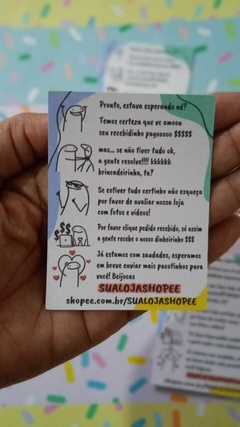 Pronto, estava esperando né?
Temos certeza que vc amou
seu recebidinho pagoooo $$$$$
mas... se não tiver tudo ok,
a gente resolve!!!! kkkkkk
brincadeirinha, tá?
Se estiver tudo certinho não esqueça
por favor de avaliar nossa loja
com fotos e vídeos!
Por favor clique pedido recebido, só assim
a gente recebe o nosso dinheirinho $$$
Já estamos com saudades, esperamos
em breve enviar mais pacotinhos para
você! Beijocas
SUALOJASHOPEE
shopee.com.br/SUALOJASHOPEE